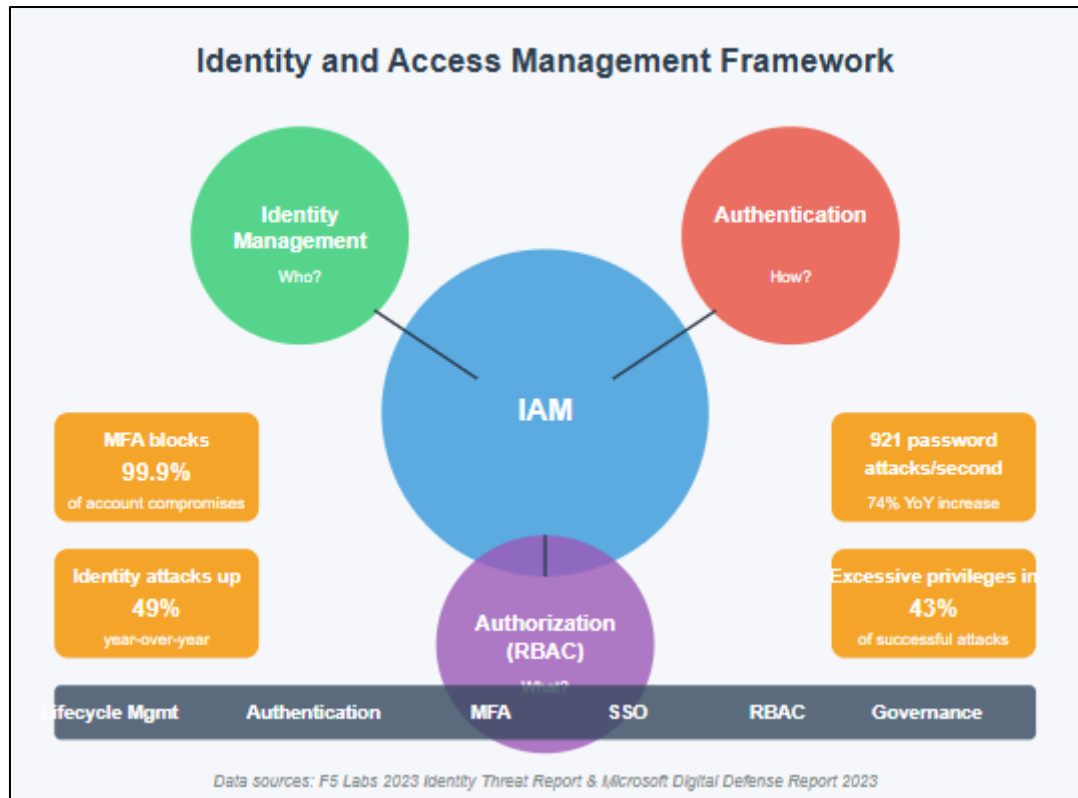 Identity and Access Management Framework
Identity
Management
Who?
Authentication
How?
IAM
MFA blocks
99.9%
of account compromises
921 password
attacks/second
74% YoY increase
Identity attacks up
49%
year-over-year
Excessive privileges in
43%
of successful attacks
Authorization
(RBAC)
What?
Lifecycle Mgmt Authentication MFA SSO RBAC Governance
Data sources: F5 Labs 2023 Identity Threat Report & Microsoft Digital Defense Report 2023